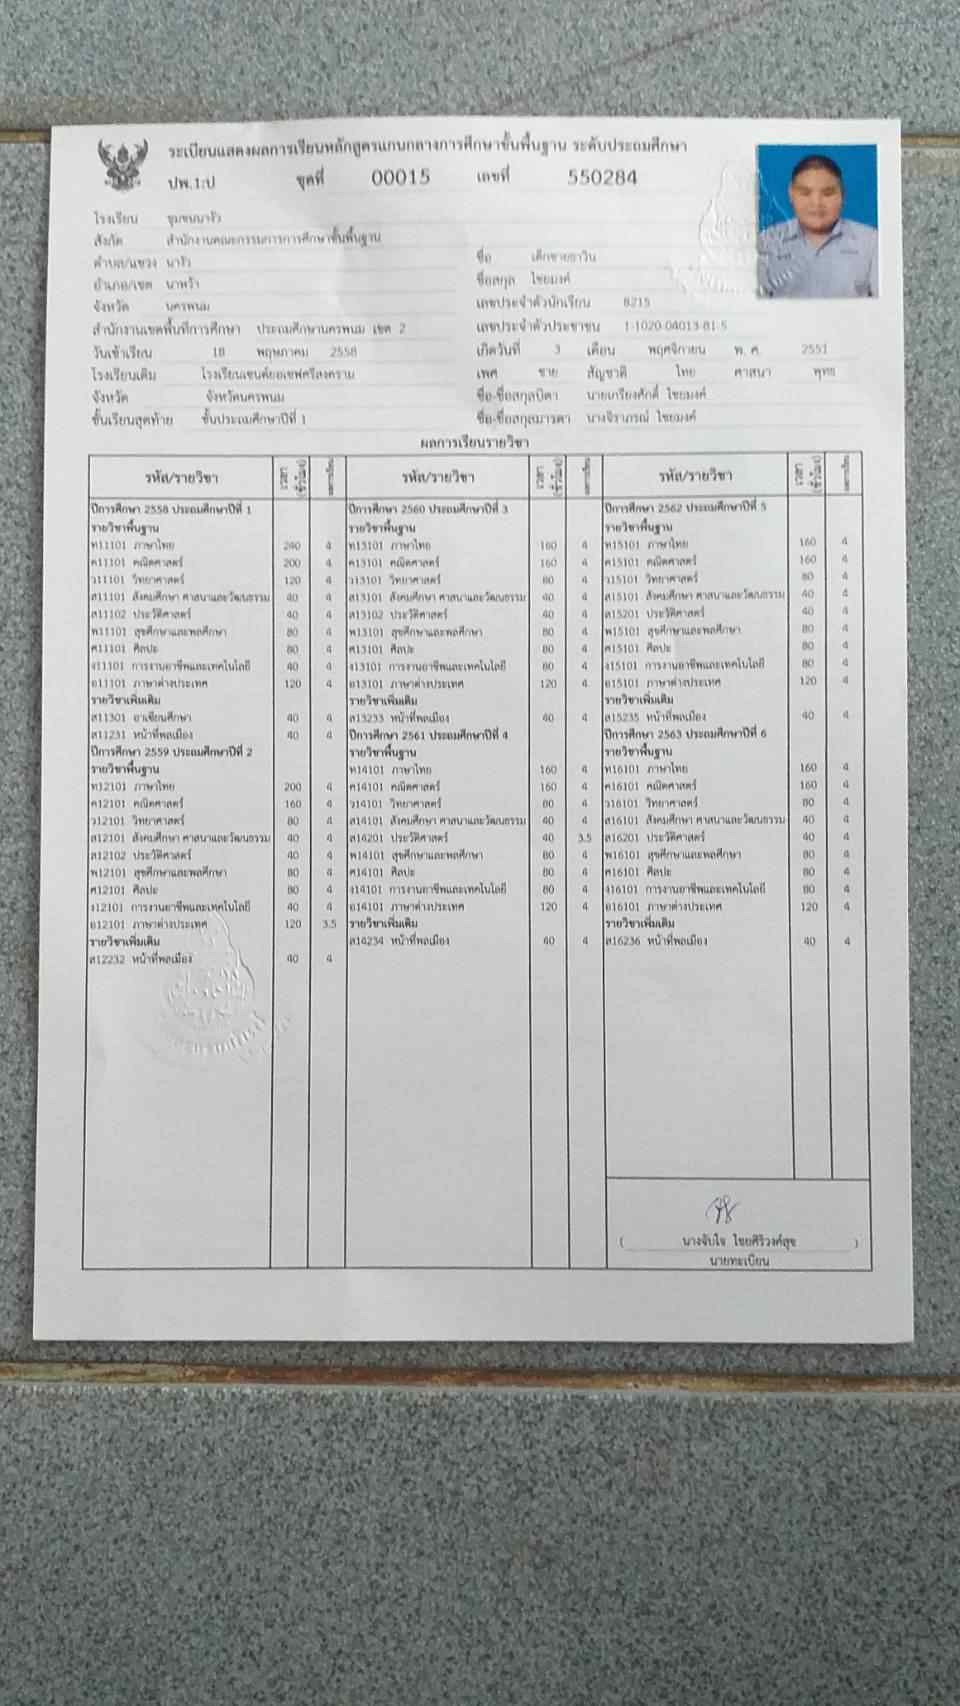 ระเบียนแสดงผลการเรียนหลักสูตรแกนกลางการศึกษาขั้นพื้นฐาน ระดับประถมศึกษา
ปพ.1:ป ชุดที่ 00015 เลขที่ 550284
โรงเรียน ชุมชนนางัว
สังกัด สำนักงานคณะกรรมการการศึกษาขั้นพื้นฐาน
ตำบล/แขวง นางัว
อำเภอ/เขต นาหว้า
จังหวัด นครพนม
สำนักงานเขตพื้นที่การศึกษา ประถมศึกษานครพนม เขต 2
วันเข้าเรียน 18 พฤษภาคม 2558
โรงเรียนเดิม โรงเรียนเซนต์ยอเซฟศรีสงคราม
จังหวัด จังหวัดนครพนม
ชั้นเรียนสุดท้าย ชั้นประถมศึกษาปีที่ 1
ชื่อ เด็กชายธาวิน
ชื่อสกุล ไชยมงค์
เลขประจำตัวนักเรียน 8215
เลขประจำตัวประชาชน 1-1020-04013-81-5
เกิดวันที่ 3 เดือน พฤศจิกายน พ.ศ. 2551
เพศ ชาย สัญชาติ ไทย ศาสนา พุทธ
ชื่อ-ชื่อสกุลบิดา นายเกรียงศักดิ์ ไชยมงค์
ชื่อ-ชื่อสกุลมารดา นางจิราภรณ์ ไชยมงค์
ผลการเรียนรายวิชา
รหัส/รายวิชา เวลา (ชั่วโมง) ผลการเรียน
ปีการศึกษา 2558 ประถมศึกษาปีที่ 1
รายวิชาพื้นฐาน
ท11101 ภาษาไทย 200 4
ค11101 คณิตศาสตร์ 200 4
ว11101 วิทยาศาสตร์ 120 4
ส11101 สังคมศึกษา ศาสนาและวัฒนธรรม 40 4
ส11102 ประวัติศาสตร์ 40 4
พ11101 สุขศึกษาและพลศึกษา 80 4
ศ11101 ศิลปะ 80 4
ง11101 การงานอาชีพและเทคโนโลยี 40 4
อ11101 ภาษาต่างประเทศ 120 4
รายวิชาเพิ่มเติม
ส11301 อาเซียนศึกษา 40 4
ส11231 หน้าที่พลเมือง 40 4
ปีการศึกษา 2559 ประถมศึกษาปีที่ 2
รายวิชาพื้นฐาน
ท12101 ภาษาไทย 200 4
ค12101 คณิตศาสตร์ 160 4
ว12101 วิทยาศาสตร์ 80 4
ส12101 สังคมศึกษา ศาสนาและวัฒนธรรม 40 4
ส12102 ประวัติศาสตร์ 40 4
พ12101 สุขศึกษาและพลศึกษา 80 4
ศ12101 ศิลปะ 80 4
ง12101 การงานอาชีพและเทคโนโลยี 40 4
อ12101 ภาษาต่างประเทศ 120 3.5
รายวิชาเพิ่มเติม
ส12232 หน้าที่พลเมือง 40 4
รหัส/รายวิชา เวลา (ชั่วโมง) ผลการเรียน
ปีการศึกษา 2560 ประถมศึกษาปีที่ 3
รายวิชาพื้นฐาน
ท13101 ภาษาไทย 160 4
ค13101 คณิตศาสตร์ 160 4
ว13101 วิทยาศาสตร์ 80 4
ส13101 สังคมศึกษา ศาสนาและวัฒนธรรม 40 4
ส13102 ประวัติศาสตร์ 40 4
พ13101 สุขศึกษาและพลศึกษา 80 4
ศ13101 ศิลปะ 80 4
ง13101 การงานอาชีพและเทคโนโลยี 80 4
อ13101 ภาษาต่างประเทศ 120 4
รายวิชาเพิ่มเติม
ส13233 หน้าที่พลเมือง 40 4
ปีการศึกษา 2561 ประถมศึกษาปีที่ 4
รายวิชาพื้นฐาน
ท14101 ภาษาไทย 160 4
ค14101 คณิตศาสตร์ 160 4
ว14101 วิทยาศาสตร์ 80 4
ส14101 สังคมศึกษา ศาสนาและวัฒนธรรม 40 4
ส14201 ประวัติศาสตร์ 40 3.5
พ14101 สุขศึกษาและพลศึกษา 80 4
ศ14101 ศิลปะ 80 4
ง14101 การงานอาชีพและเทคโนโลยี 80 4
อ14101 ภาษาต่างประเทศ 120 4
รายวิชาเพิ่มเติม
ส14234 หน้าที่พลเมือง 40 4
รหัส/รายวิชา เวลา (ชั่วโมง) ผลการเรียน
ปีการศึกษา 2562 ประถมศึกษาปีที่ 5
รายวิชาพื้นฐาน
ท15101 ภาษาไทย 160 4
ค15101 คณิตศาสตร์ 160 4
ว15101 วิทยาศาสตร์ 80 4
ส15101 สังคมศึกษา ศาสนาและวัฒนธรรม 40 4
ส15201 ประวัติศาสตร์ 40 4
พ15101 สุขศึกษาและพลศึกษา 80 4
ศ15101 ศิลปะ 80 4
ง15101 การงานอาชีพและเทคโนโลยี 80 4
อ15101 ภาษาต่างประเทศ 120 4
รายวิชาเพิ่มเติม
ส15235 หน้าที่พลเมือง 40 4
ปีการศึกษา 2563 ประถมศึกษาปีที่ 6
รายวิชาพื้นฐาน
ท16101 ภาษาไทย 160 4
ค16101 คณิตศาสตร์ 160 4
ว16101 วิทยาศาสตร์ 80 4
ส16101 สังคมศึกษา ศาสนาและวัฒนธรรม 40 4
ส16201 ประวัติศาสตร์ 40 4
พ16101 สุขศึกษาและพลศึกษา 80 4
ศ16101 ศิลปะ 80 4
ง16101 การงานอาชีพและเทคโนโลยี 80 4
อ16101 ภาษาต่างประเทศ 120 4
รายวิชาเพิ่มเติม
ส16236 หน้าที่พลเมือง 40 4
( นางจับใจ ไชยศิริวงศ์สุข )
นายทะเบียน